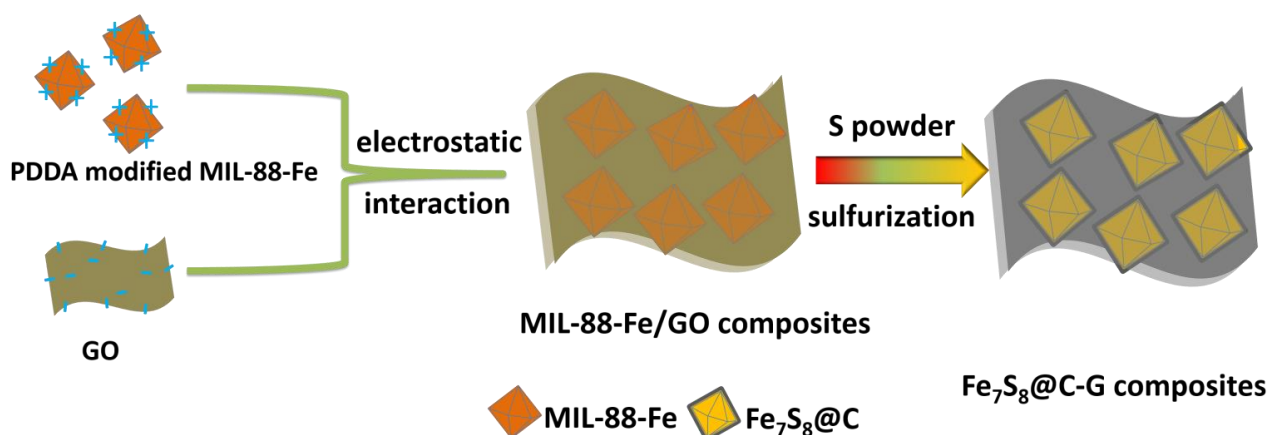 PDDA modified MIL-88-Fe
GO
electrostatic
interaction
MIL-88-Fe/GO composites
S powder
sulfurization
Fe₇S₈@C-G composites
MIL-88-Fe
Fe₇S₈@C